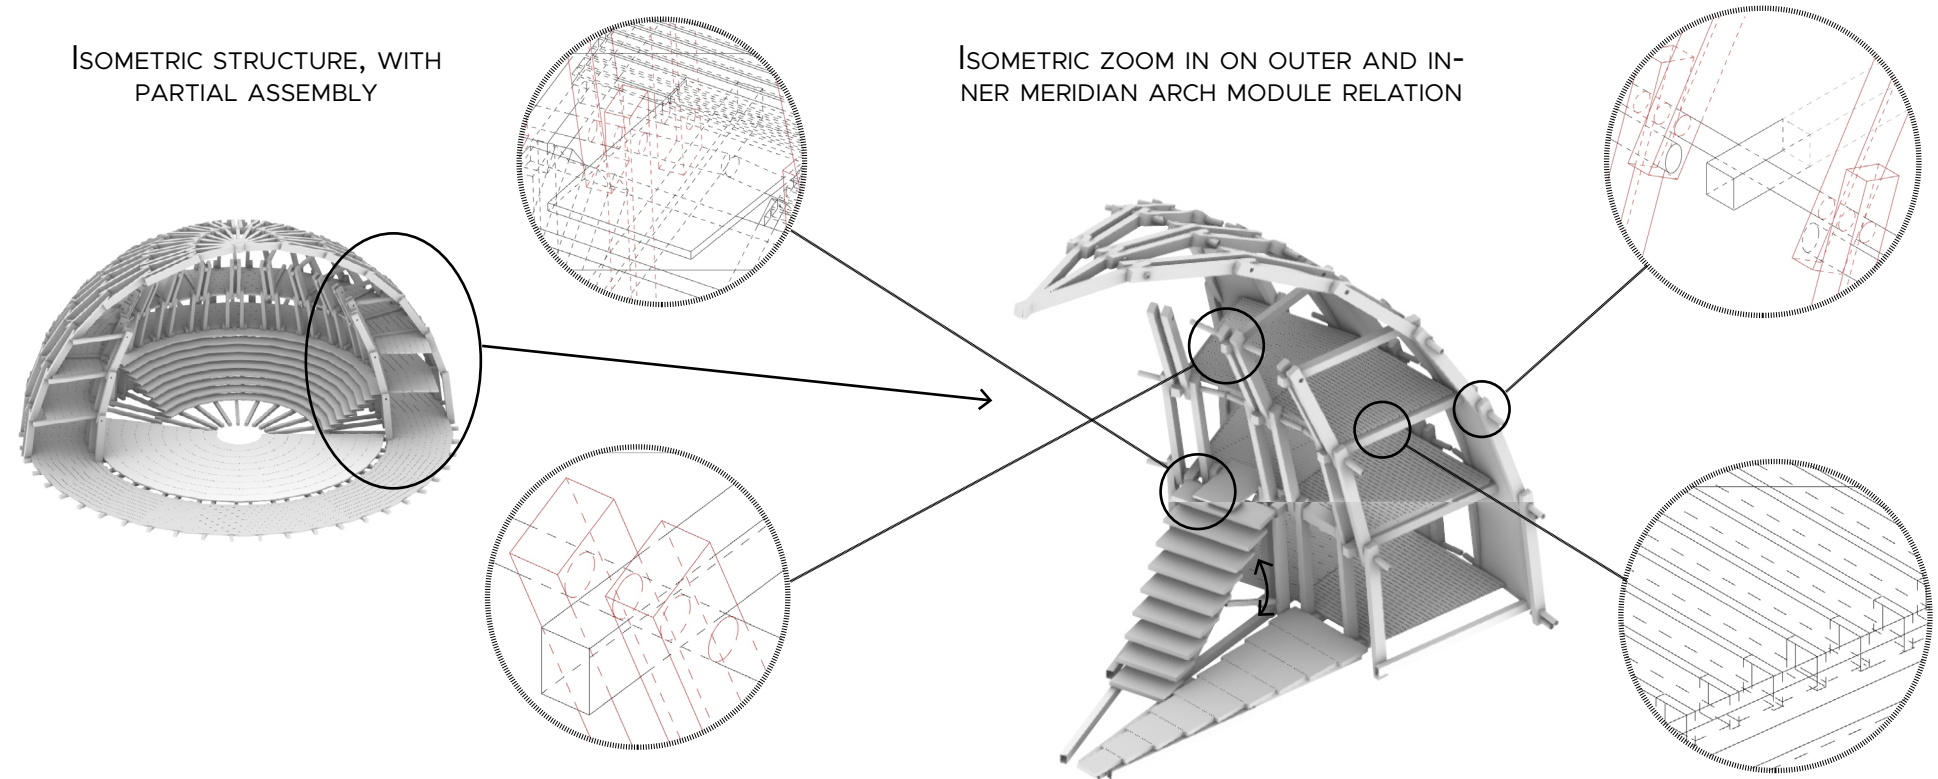 Isometric structure, with
partial assembly
Isometric zoom in on outer and in-
ner meridian arch module relation